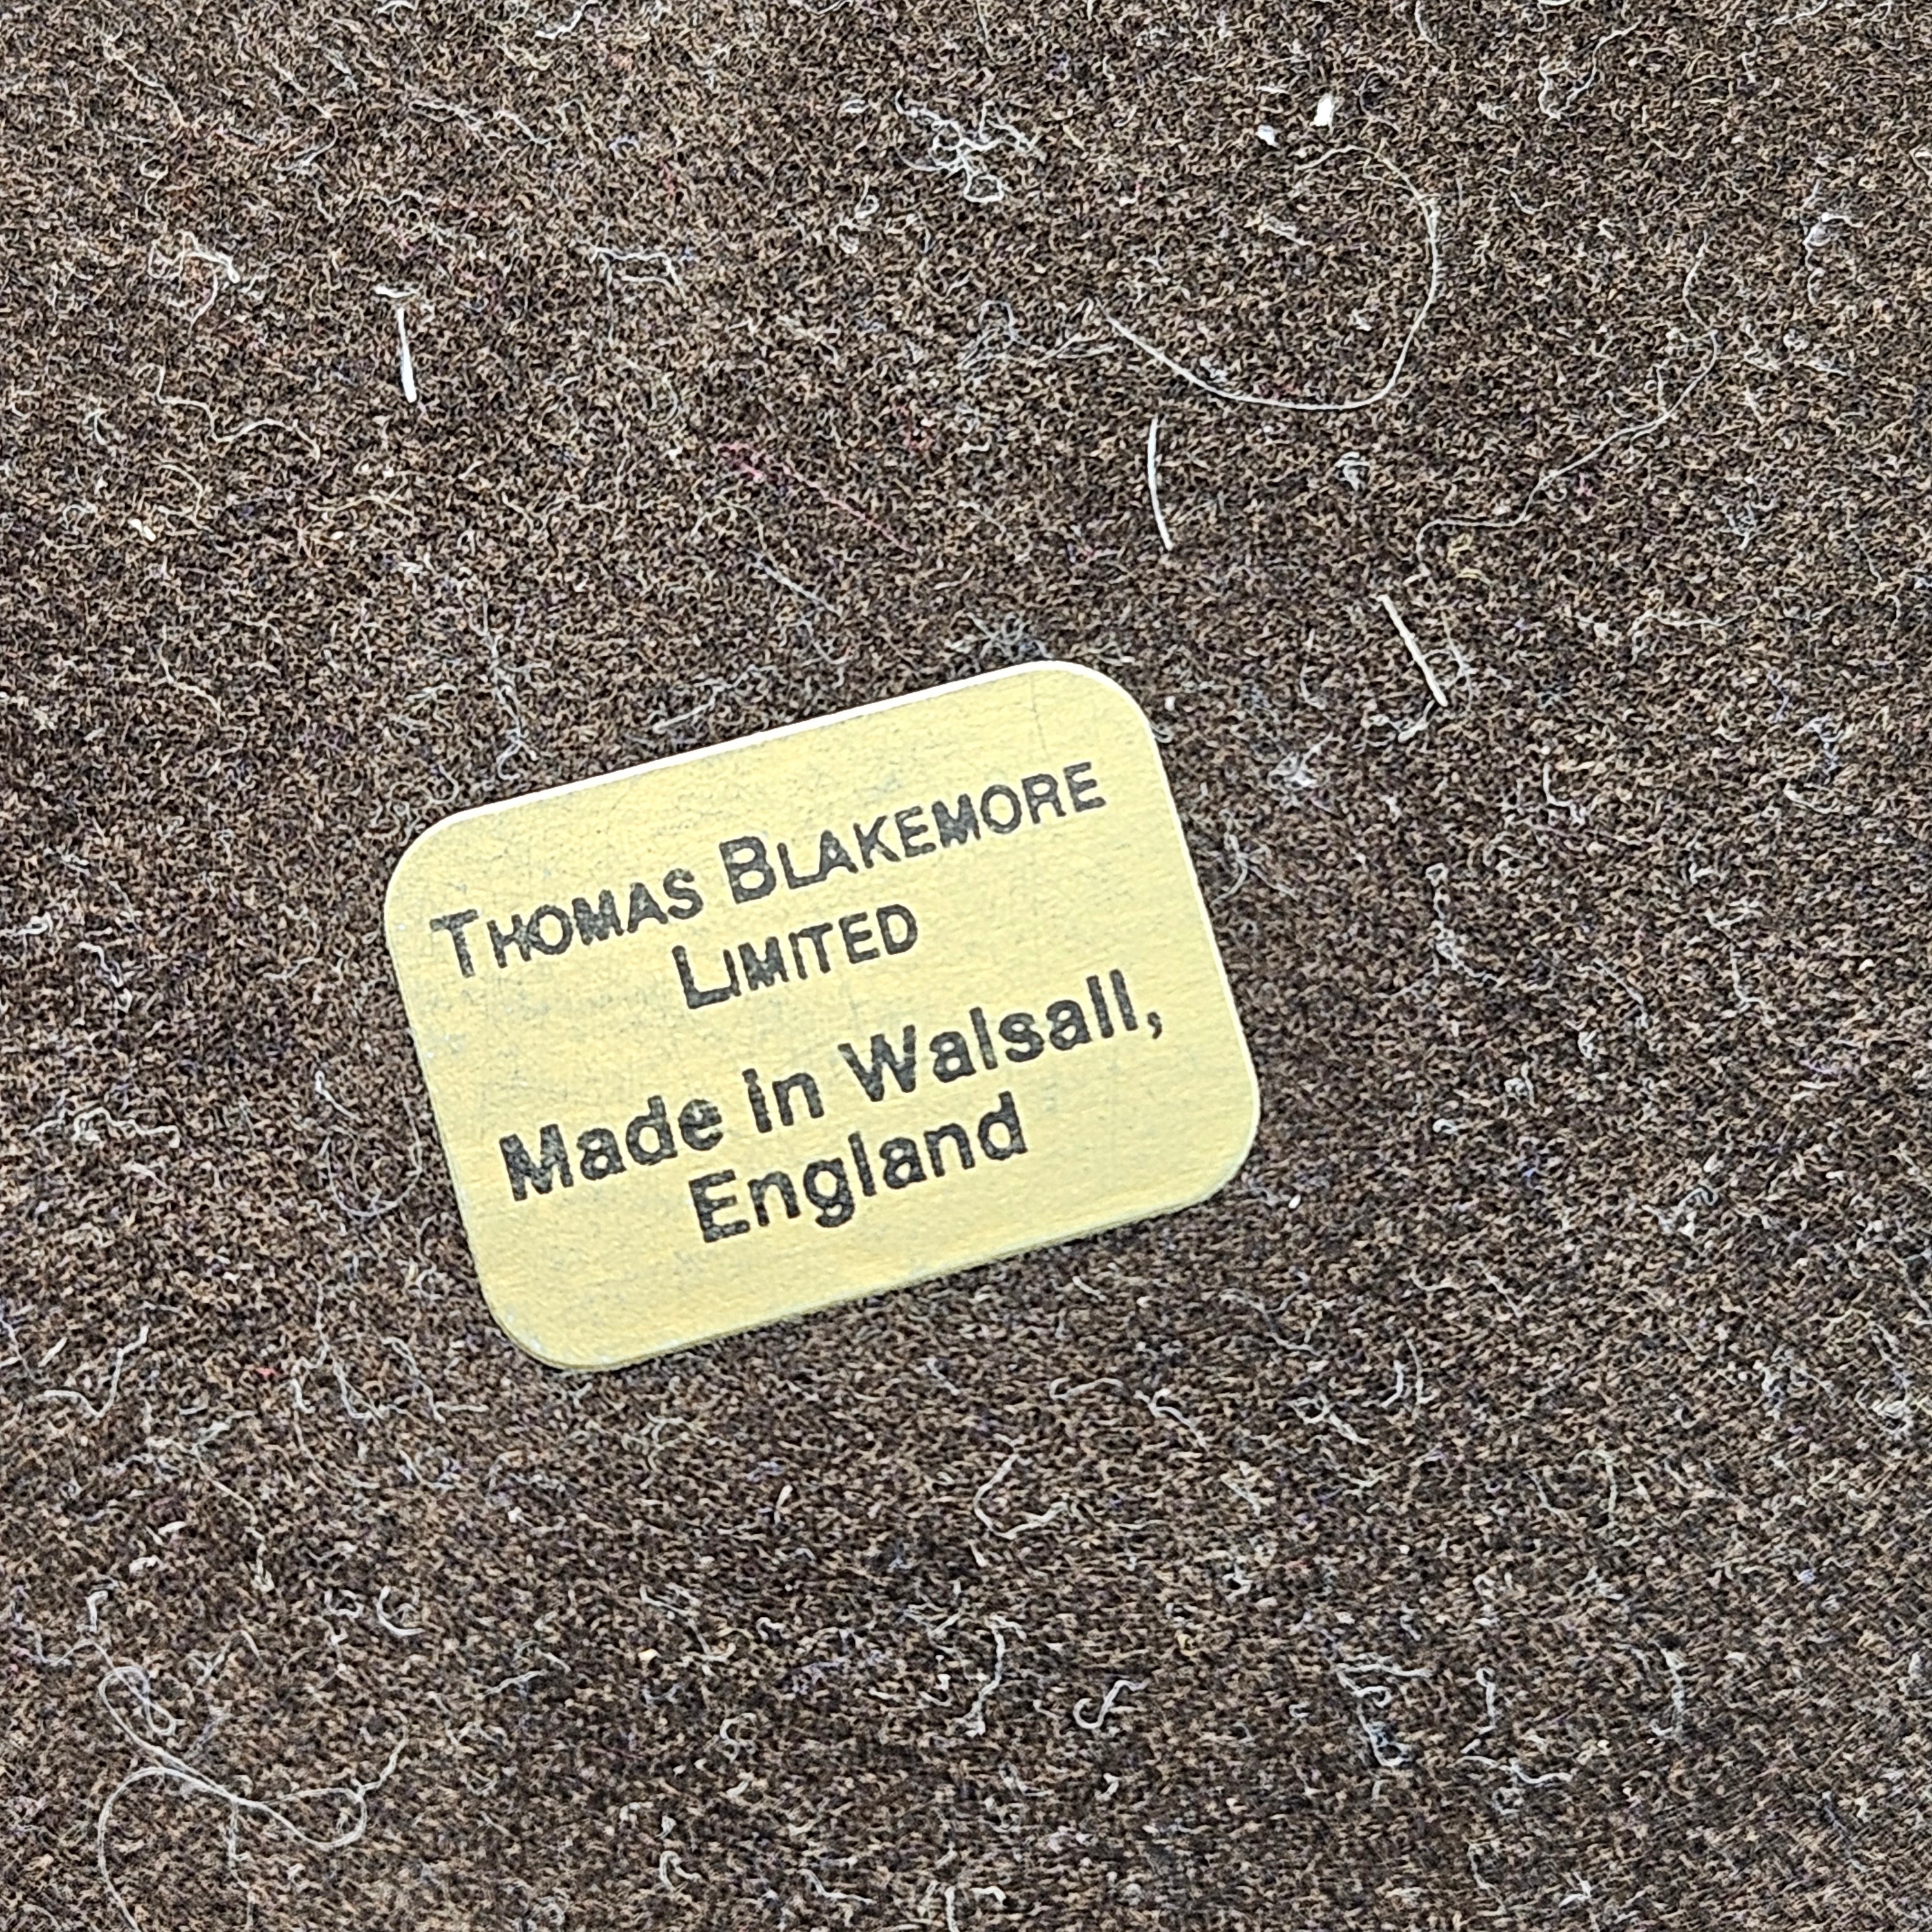 THOMAS BLAKEMORE
LIMITED
Made in Walsall,
England